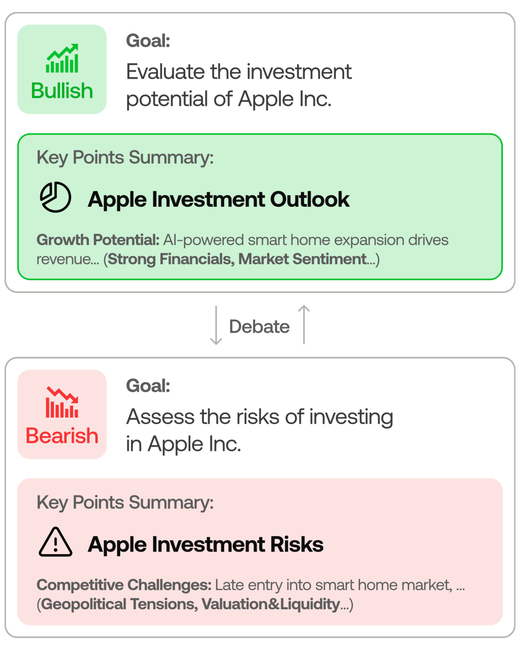 Bullish
Goal:
Evaluate the investment
potential of Apple Inc.
Key Points Summary:
Apple Investment Outlook
Growth Potential: AI-powered smart home expansion drives
revenue... (Strong Financials, Market Sentiment...)
Debate
Bearish
Goal:
Assess the risks of investing
in Apple Inc.
Key Points Summary:
Apple Investment Risks
Competitive Challenges: Late entry into smart home market, ...
(Geopolitical Tensions, Valuation&Liquidity...)